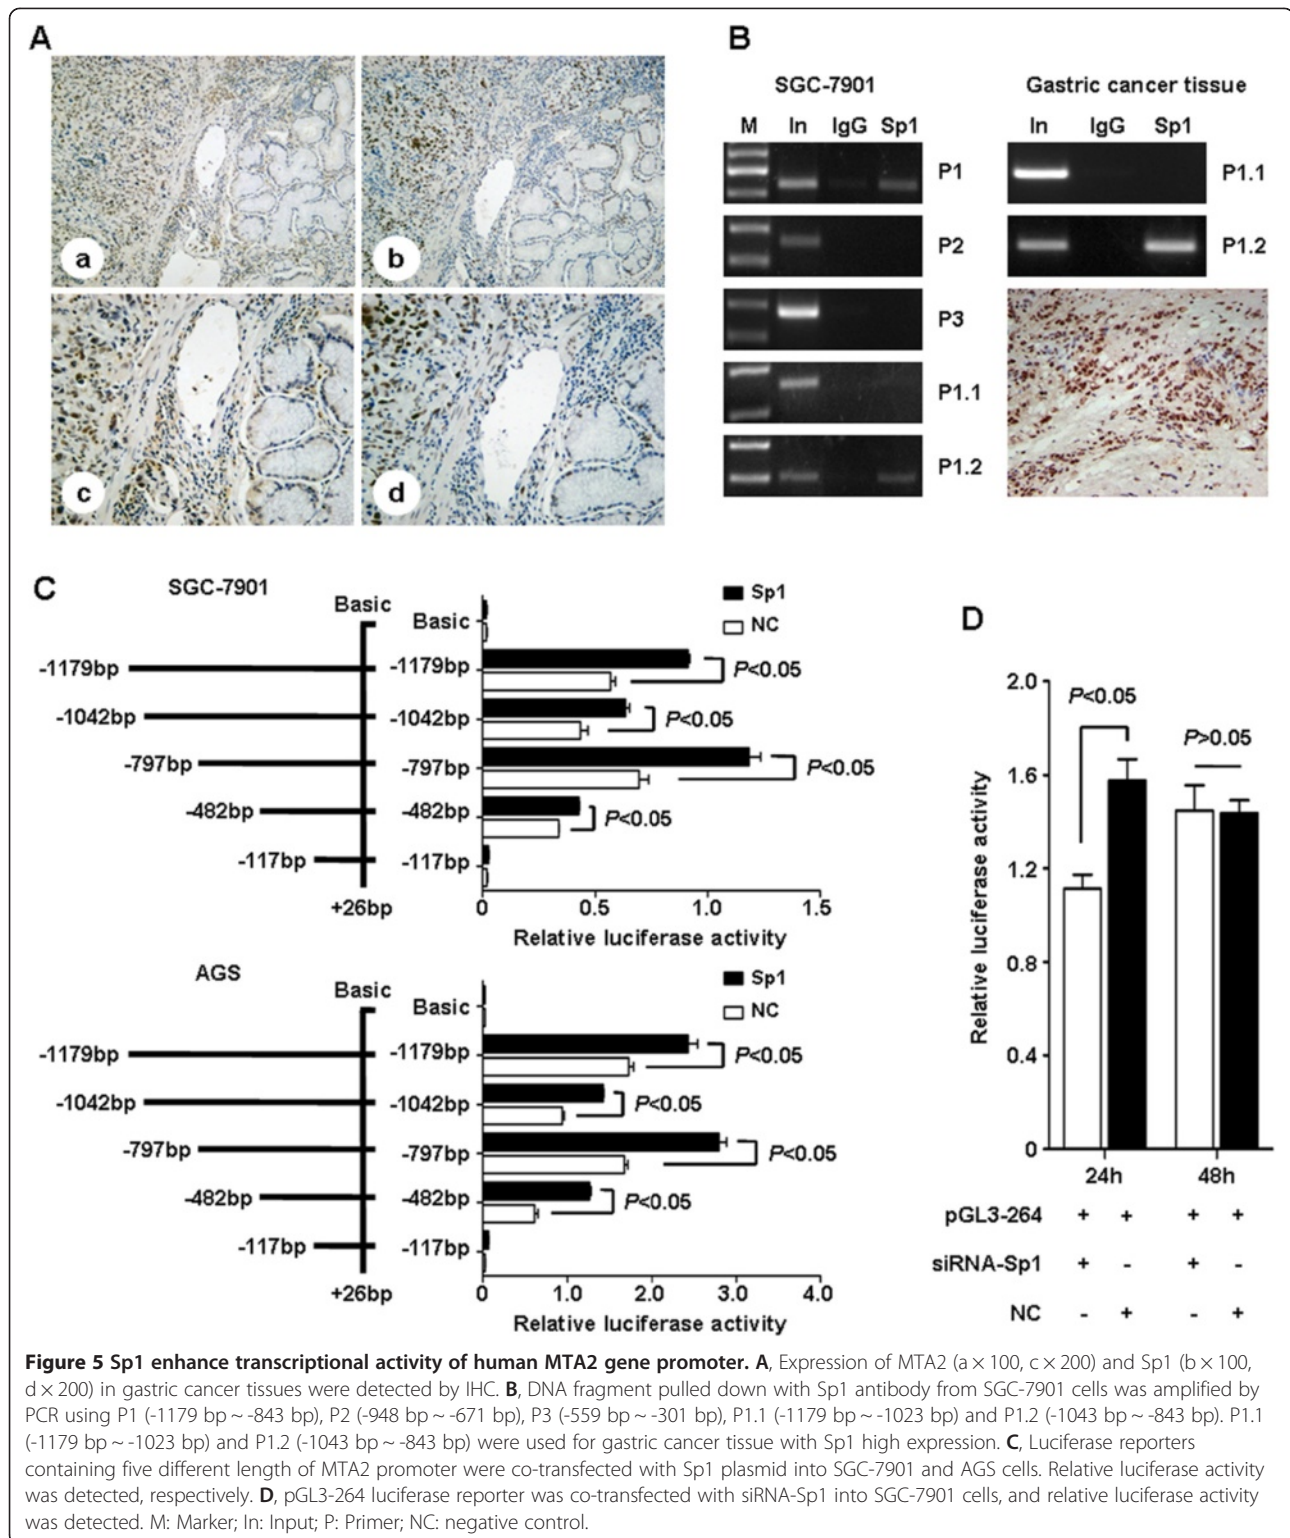 A
a
b
c
d
B
SGC-7901
M In IgG Sp1
P1
P2
P3
P1.1
P1.2
Gastric cancer tissue
In IgG Sp1
P1.1
P1.2
C
SGC-7901
Basic
-1179bp
-1042bp
-797bp
-482bp
-117bp
+26bp
Sp1
NC
Basic
-1179bp
P<0.05
-1042bp
P<0.05
-797bp
P<0.05
-482bp
P<0.05
-117bp
0 0.5 1.0 1.5
Relative luciferase activity
AGS
Basic
-1179bp
-1042bp
-797bp
-482bp
-117bp
+26bp
Sp1
NC
Basic
-1179bp
P<0.05
-1042bp
P<0.05
-797bp
P<0.05
-482bp
P<0.05
-117bp
0 1.0 2.0 3.0 4.0
Relative luciferase activity
D
Relative luciferase activity
2.0
1.6
1.2
0.8
0.4
0
P<0.05
P>0.05
24h 48h
pGL3-264 + + + +
siRNA-Sp1 + - + -
NC - + - +
Figure 5 Sp1 enhance transcriptional activity of human MTA2 gene promoter. A, Expression of MTA2 (a × 100, c × 200) and Sp1 (b × 100,
d × 200) in gastric cancer tissues were detected by IHC. B, DNA fragment pulled down with Sp1 antibody from SGC-7901 cells was amplified by
PCR using P1 (-1179 bp ~ -843 bp), P2 (-948 bp ~ -671 bp), P3 (-559 bp ~ -301 bp), P1.1 (-1179 bp ~ -1023 bp) and P1.2 (-1043 bp ~ -843 bp). P1.1
(-1179 bp ~ -1023 bp) and P1.2 (-1043 bp ~ -843 bp) were used for gastric cancer tissue with Sp1 high expression. C, Luciferase reporters
containing five different length of MTA2 promoter were co-transfected with Sp1 plasmid into SGC-7901 and AGS cells. Relative luciferase activity
was detected, respectively. D, pGL3-264 luciferase reporter was co-transfected with siRNA-Sp1 into SGC-7901 cells, and relative luciferase activity
was detected. M: Marker; In: Input; P: Primer; NC: negative control.